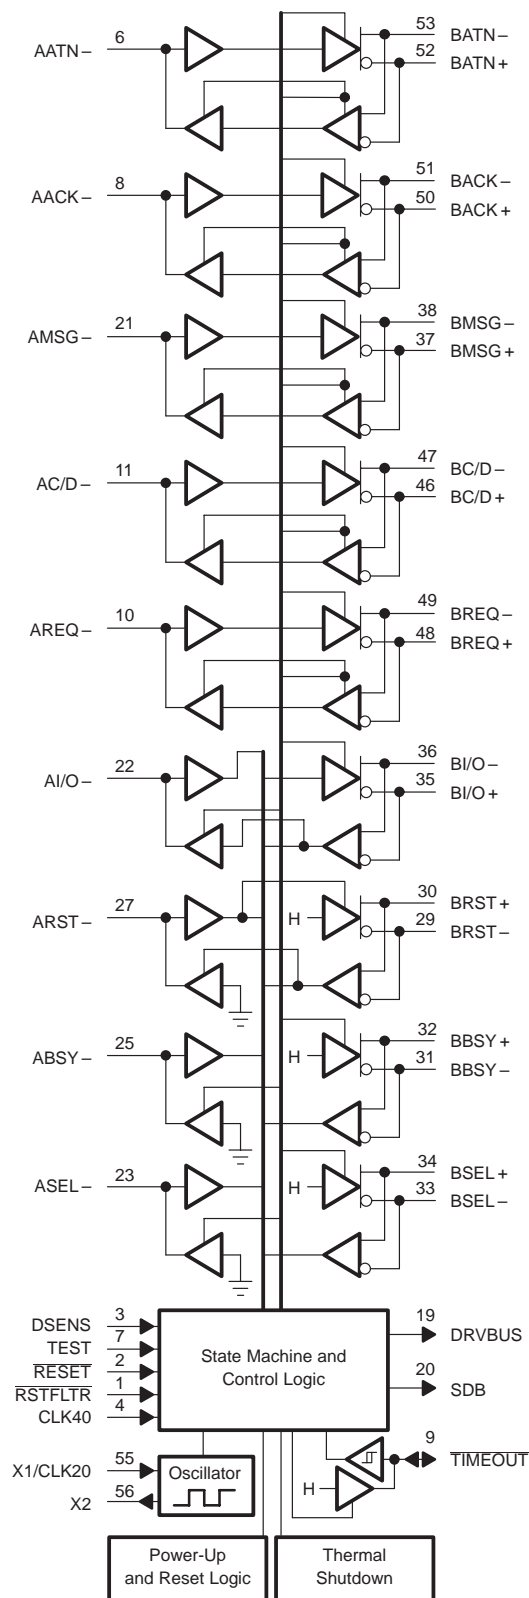 53
6 BATN–
AATN– 52
BATN+
51
8 BACK–
AACK– 50
BACK+
38
21 BMSG–
AMSG– 37
BMSG+
47
11 BC/D–
AC/D– 46
BC/D+
49
10 BREQ–
AREQ– 48
BREQ+
36
22 BI/O–
AI/O– 35
BI/O+
30
27 BRST+
ARST– H 29
BRST–
32
25 BBSY+
ABSY– H 31
BBSY–
34
23 BSEL+
ASEL– H 33
BSEL–
3 19
DSENS DRVBUS
7
TEST State Machine and
2 Control Logic
RESET 20
1 SDB
RSTFLTR
4
CLK40
9
TIMEOUT
55
X1/CLK20 Oscillator H
56
X2
Power-Up Thermal
and Reset Logic Shutdown